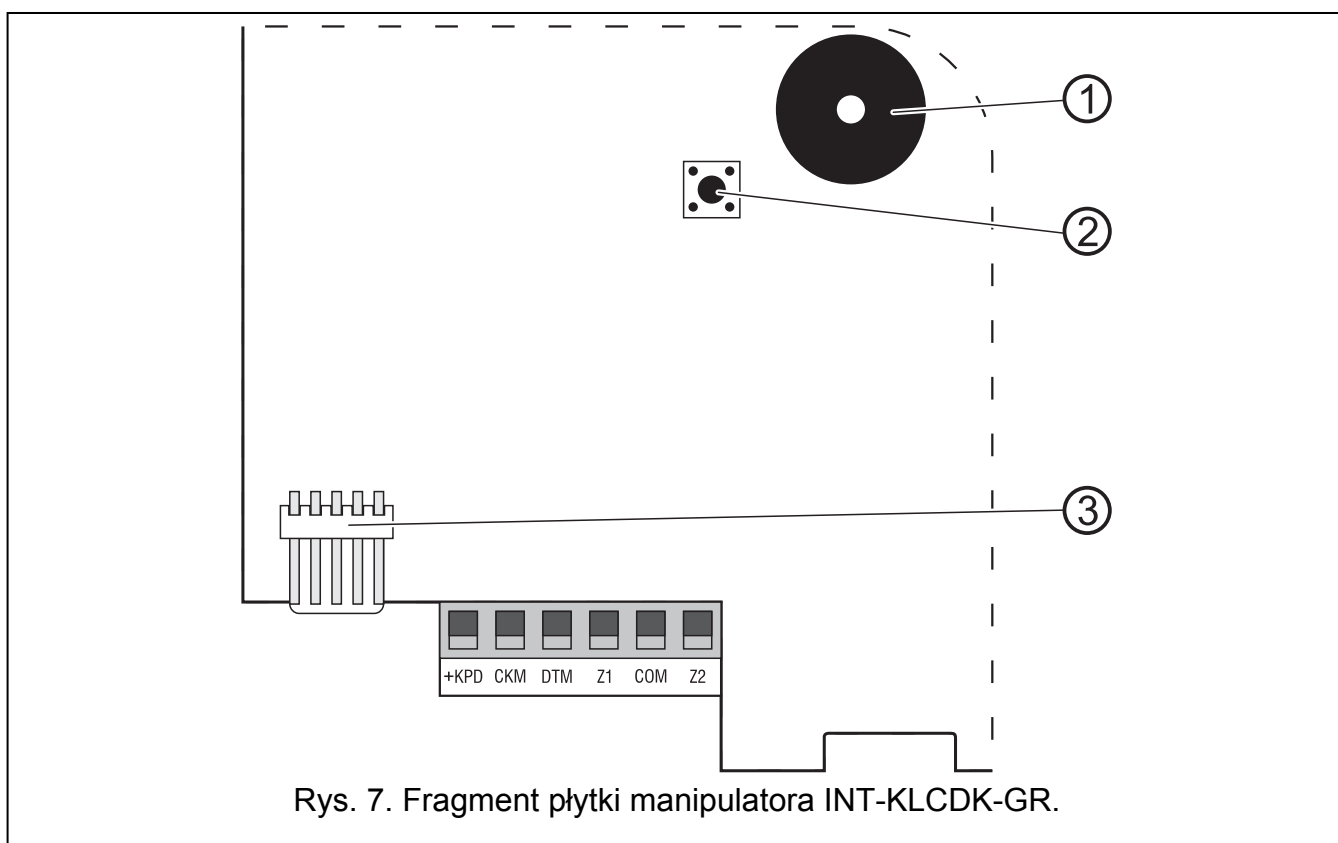 1
2
3
+KPD CKM DTM Z1 COM Z2
Rys. 7. Fragment płytki manipulatora INT-KLCDK-GR.